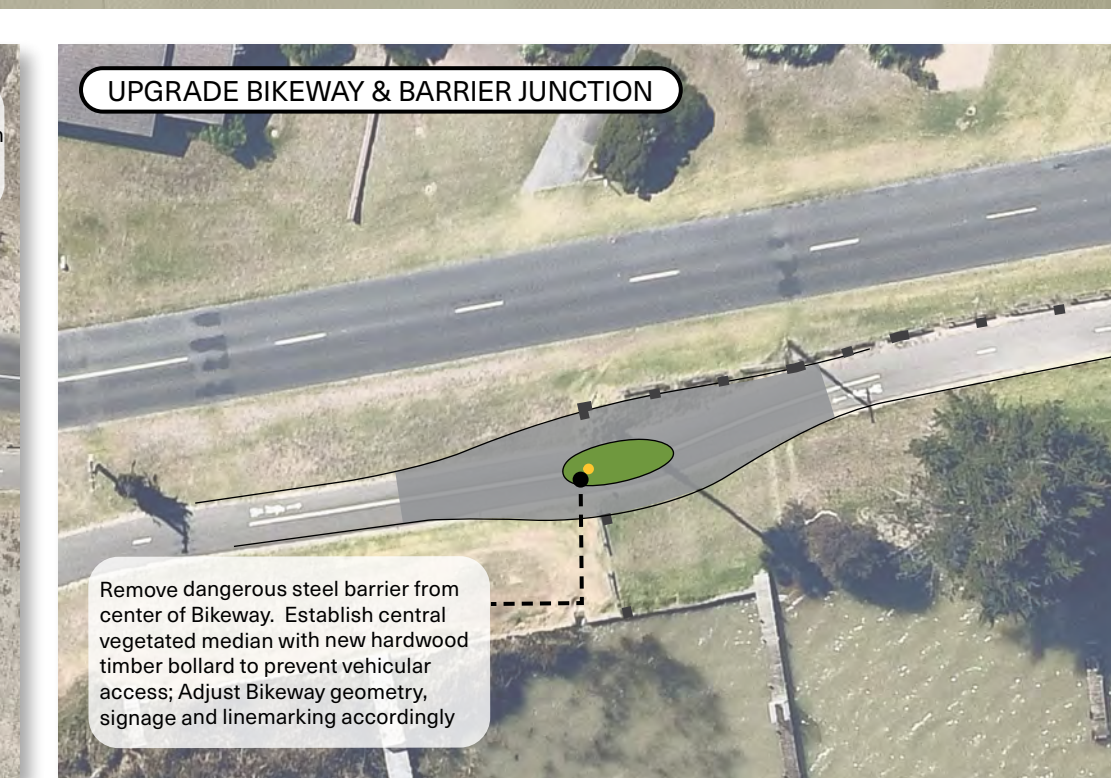 UPGRADE BIKEWAY & BARRIER JUNCTION
Remove dangerous steel barrier from
center of Bikeway.  Establish central
vegetated median with new hardwood
timber bollard to prevent vehicular
access; Adjust Bikeway geometry,
signage and linemarking accordingly